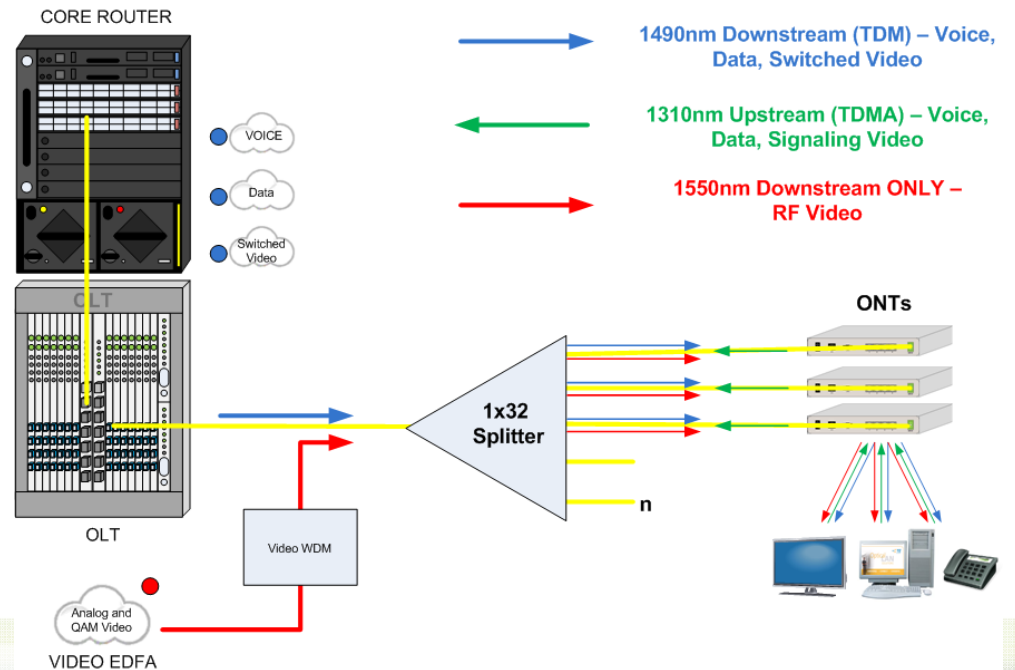 CORE ROUTER
1490nm Downstream (TDM) – Voice,
Data, Switched Video
1310nm Upstream (TDMA) – Voice,
Data, Signaling Video
1550nm Downstream ONLY –
RF Video
VOICE
Data
Switched
Video
OLT
ONTs
1x32
Splitter
n
OLT
Video WDM
Analog and
QAM Video
VIDEO EDFA